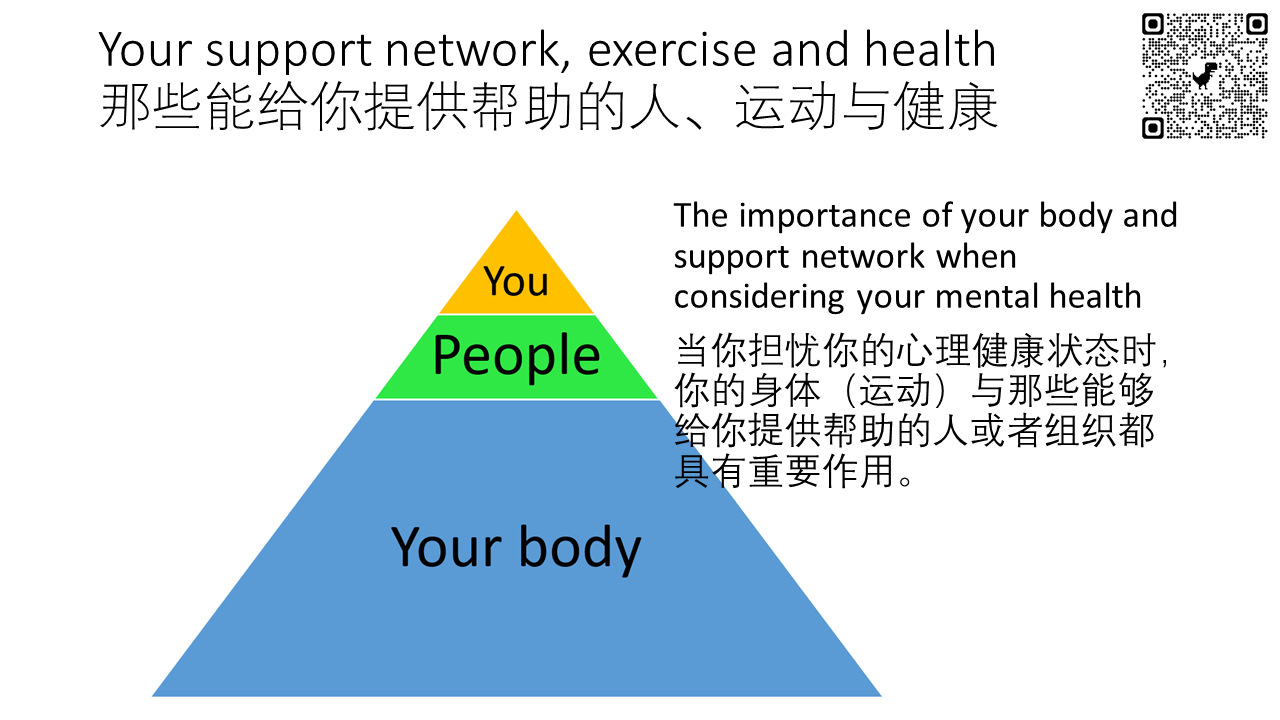 Your support network, exercise and health
那些能给你提供帮助的人、运动与健康
You
People
Your body
The importance of your body and
support network when
considering your mental health
当你担忧你的心理健康状态时，
你的身体（运动）与那些能够
给你提供帮助的人或者组织都
具有重要作用。